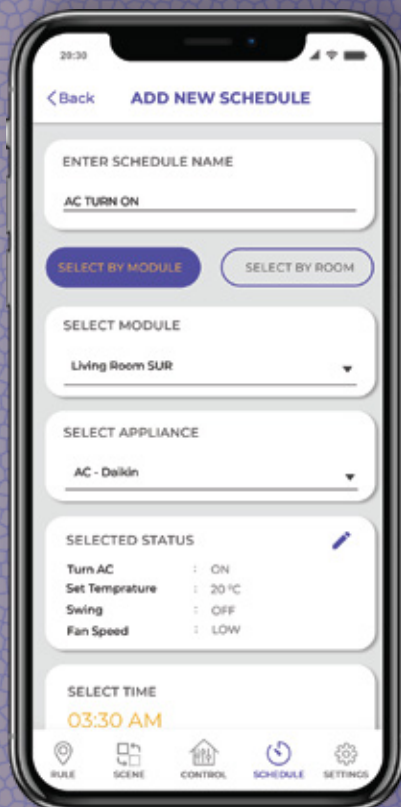 20:30
Back ADD NEW SCHEDULE
ENTER SCHEDULE NAME
AC TURN ON
SELECT BY MODULE SELECT BY ROOM
SELECT MODULE
Living Room SUR
SELECT APPLIANCE
AC - Daikin
SELECTED STATUS
Turn AC : ON
Set Temprature : 20 °C
Swing : OFF
Fan Speed : LOW
SELECT TIME
03:30 AM
RULE SCENE CONTROL SCHEDULE SETTINGS